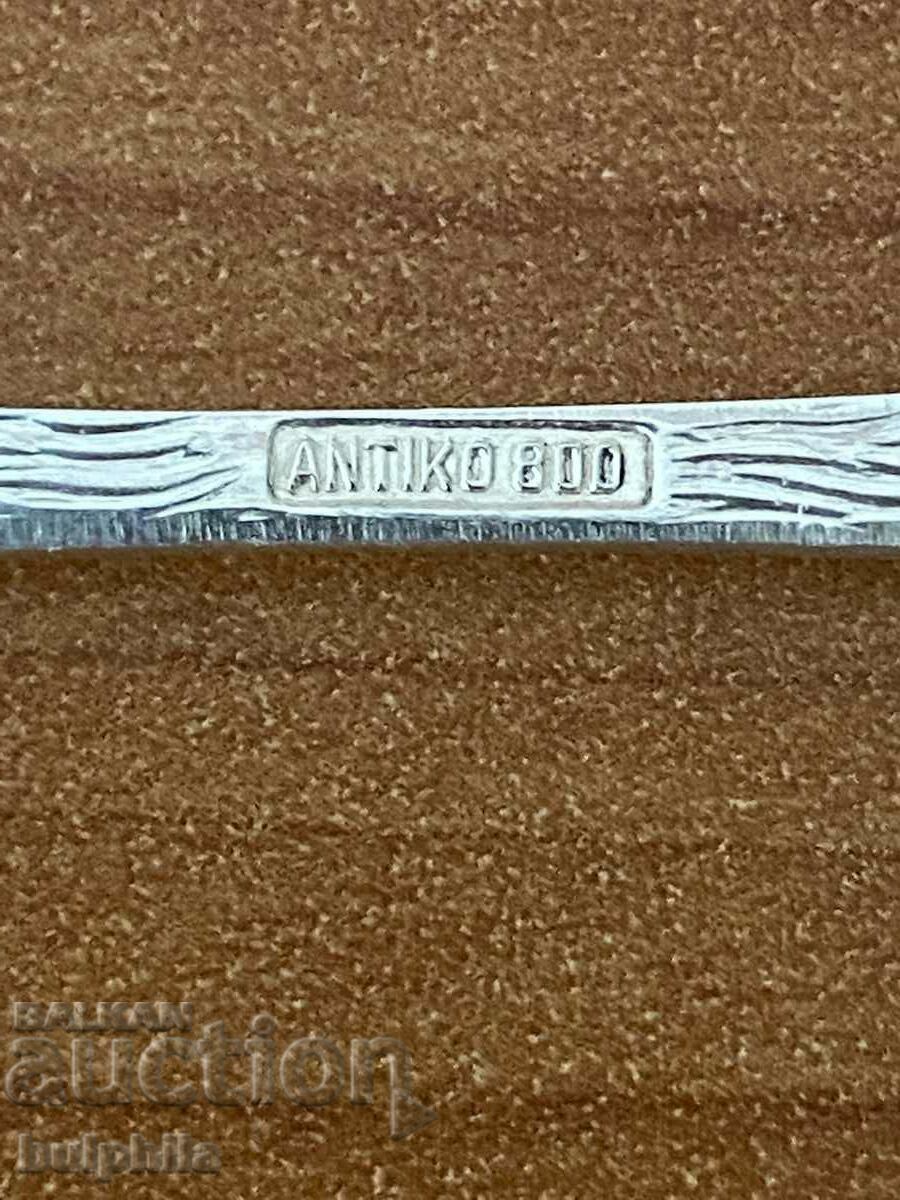 ANTIKO 800
BALKAN
auction
bulphila